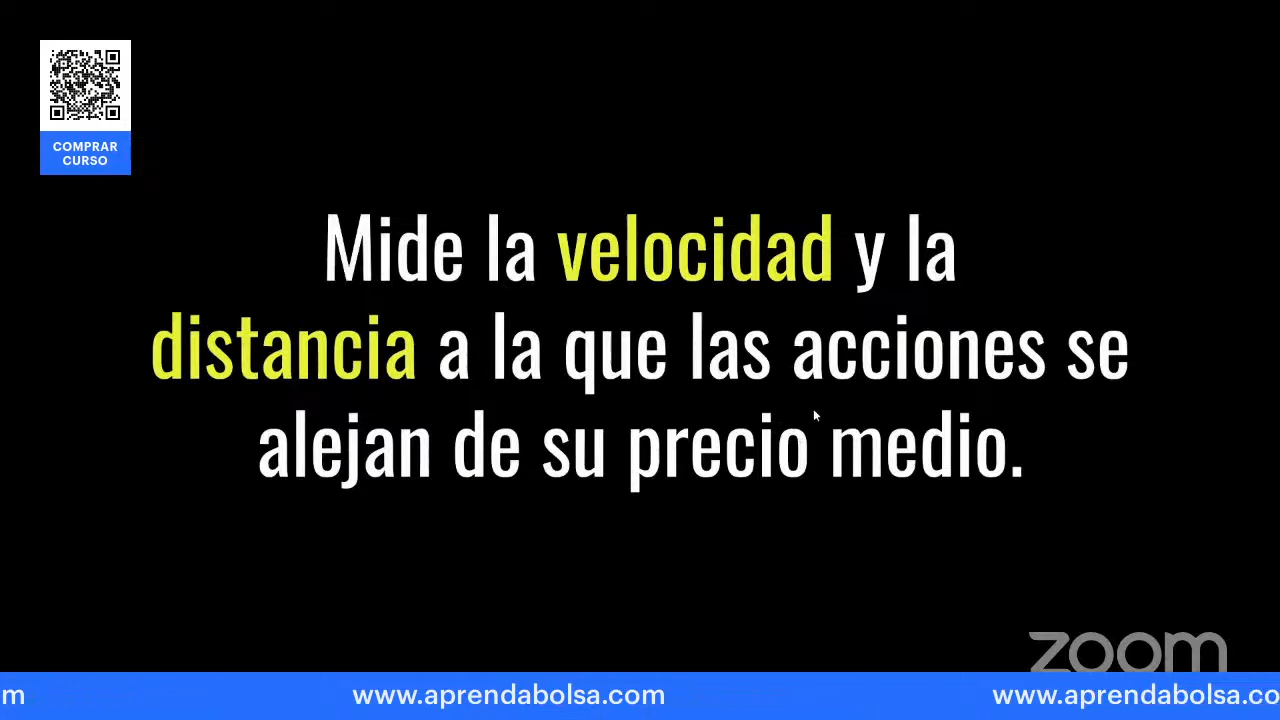 COMPRAR
CURSO
Mide la velocidad y la
distancia a la que las acciones se
alejan de su precio medio.
zoom
m www.aprendabolsa.com www.aprendabolsa.co